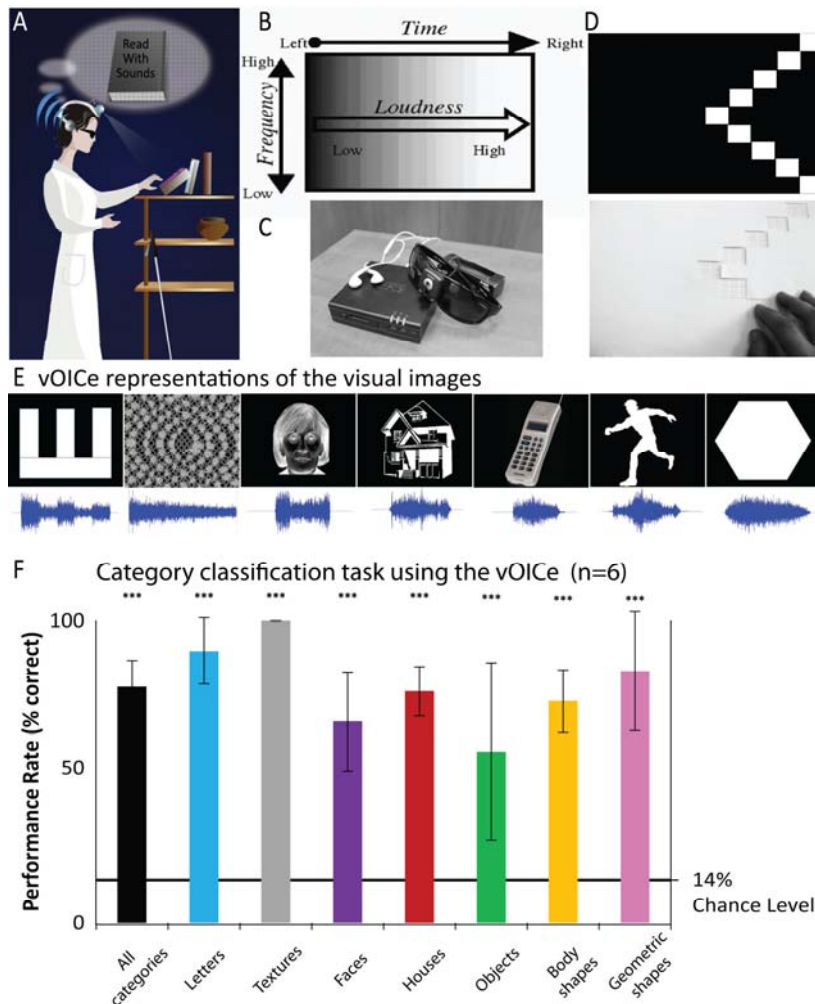 A
Read
With
Sounds
B
Time
Left
Right
High
Frequency
Low
Loudness
Low
High
C
D
E vOICe representations of the visual images
F Category classification task using the vOICe (n=6)
*** *** *** *** *** *** *** ***
Performance Rate (% correct)
100
50
0
14%
Chance Level
All
categories
Letters
Textures
Faces
Houses
Objects
Body
shapes
Geometric
shapes